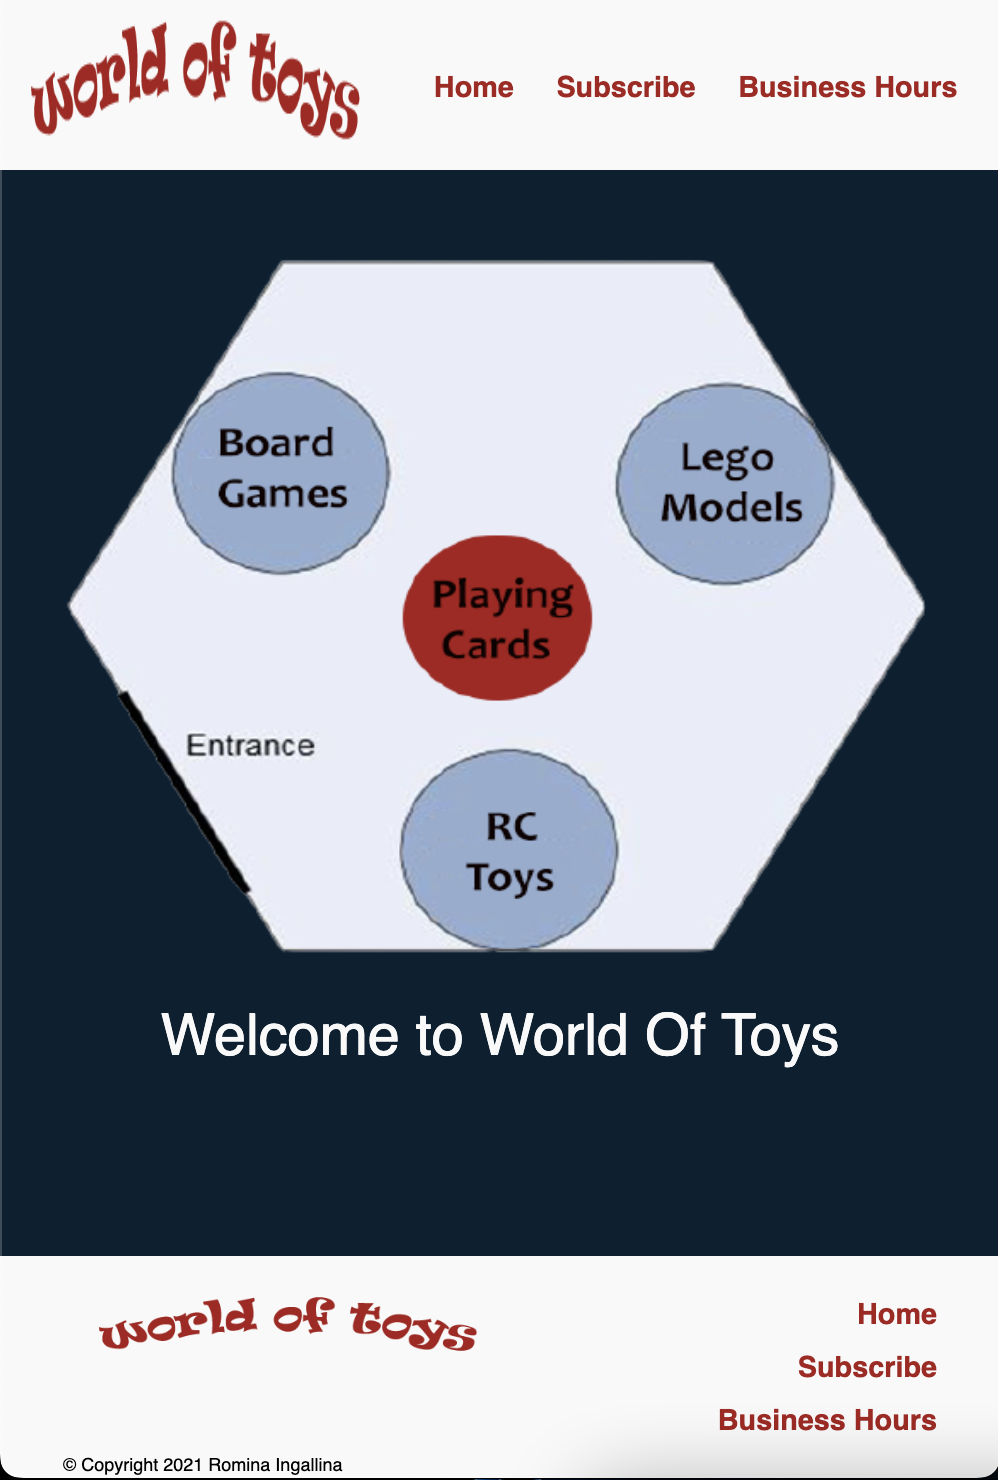 world of toys
Home Subscribe Business Hours
Board
Games
Lego
Models
Playing
Cards
Entrance
RC
Toys
Welcome to World Of Toys
world of toys
Home
Subscribe
Business Hours
© Copyright 2021 Romina Ingallina